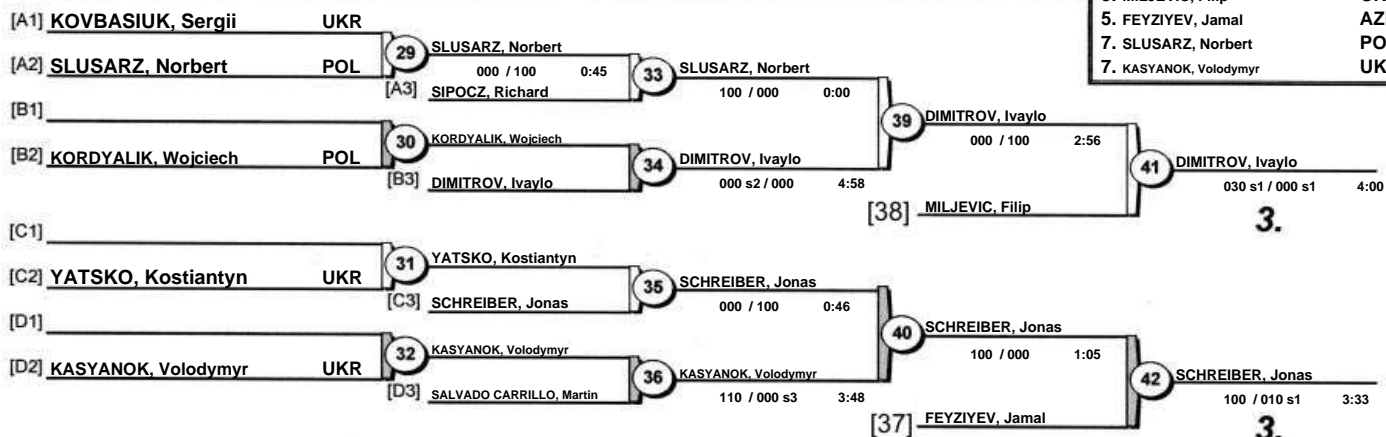 5. FEYZIYEV, Jamal AZ
7. SLUSARZ, Norbert PO
7. KASYANOK, Volodymyr UK
[A1] KOVBASIUK, Sergii UKR
[A2] SLUSARZ, Norbert POL
29 SLUSARZ, Norbert
000 / 100 0:45
[A3] SIPOCZ, Richard
33 SLUSARZ, Norbert
100 / 000 0:00
[B1]
[B2] KORDYALIK, Wojciech POL
30 KORDYALIK, Wojciech
[B3] DIMITROV, Ivaylo
34 DIMITROV, Ivaylo
000 s2 / 000 4:58
39 DIMITROV, Ivaylo
000 / 100 2:56
[38] MILJEVIC, Filip
41 DIMITROV, Ivaylo
030 s1 / 000 s1 4:00
3.
[C1]
[C2] YATSKO, Kostiantyn UKR
31 YATSKO, Kostiantyn
[C3] SCHREIBER, Jonas
35 SCHREIBER, Jonas
000 / 100 0:46
[D1]
[D2] KASYANOK, Volodymyr UKR
32 KASYANOK, Volodymyr
[D3] SALVADO CARRILLO, Martin
36 KASYANOK, Volodymyr
110 / 000 s3 3:48
40 SCHREIBER, Jonas
100 / 000 1:05
[37] FEYZIYEV, Jamal
42 SCHREIBER, Jonas
100 / 010 s1 3:33
3.